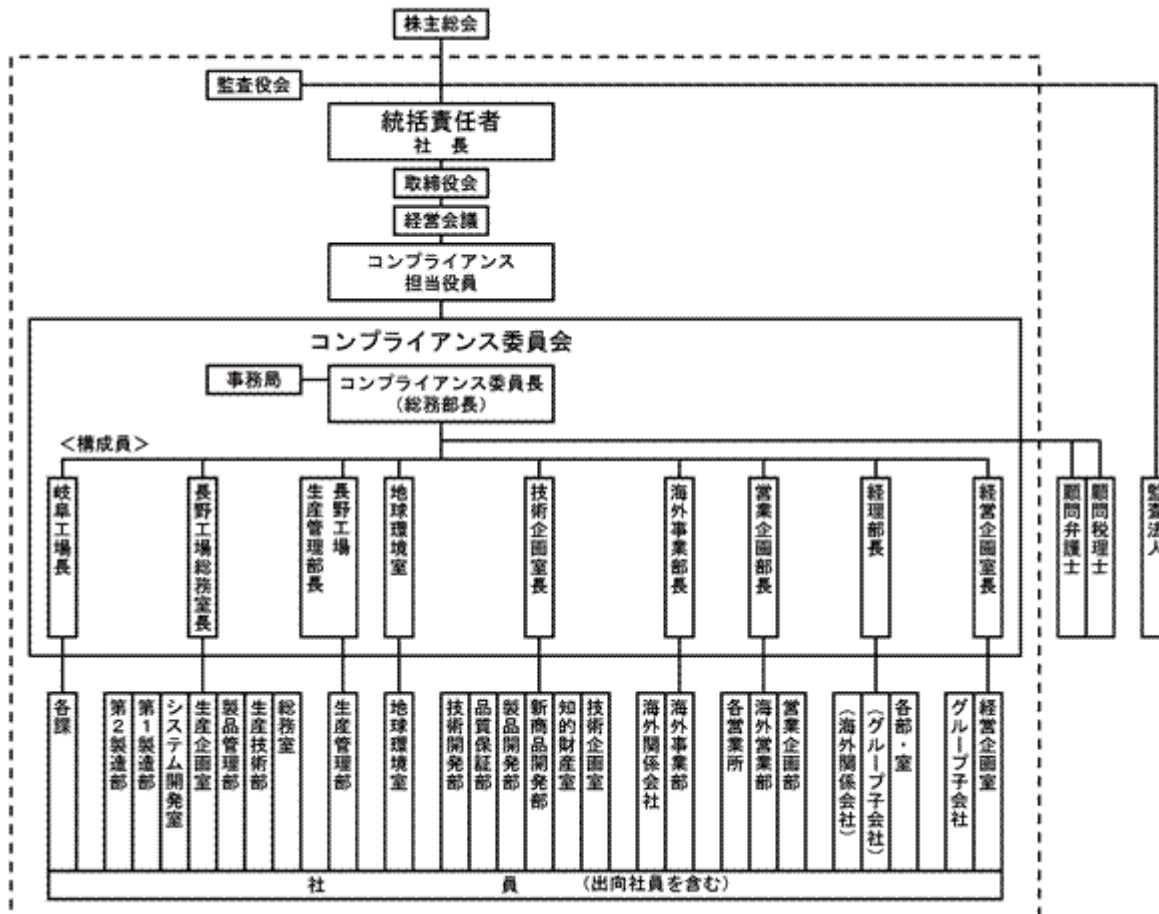 株主総会
監査役会
統括責任者
社 長
取締役会
経営会議
コンプライアンス
担当役員
コンプライアンス委員会
事務局
コンプライアンス委員長
(総務部長)
＜構成員＞
岐阜工場長
長野工場総務室長
長野工場
生産管理部長
地球環境室
技術企画室長
海外事業部長
営業企画部長
経理部長
経営企画室長
顧問弁護士
顧問税理士
監査法人
各課
第2製造部
第1製造部
システム開発室
生産企画室
製品管理部
生産技術部
総務室
生産管理部
地球環境室
技術開発部
品質保証部
製品開発部
新商品開発部
知的財産室
技術企画室
海外関係会社
海外事業部
各営業所
海外営業部
営業企画部
(海外関係会社)
(グループ子会社)
各部・室
グループ子会社
経営企画室
社 員 (出向社員を含む)